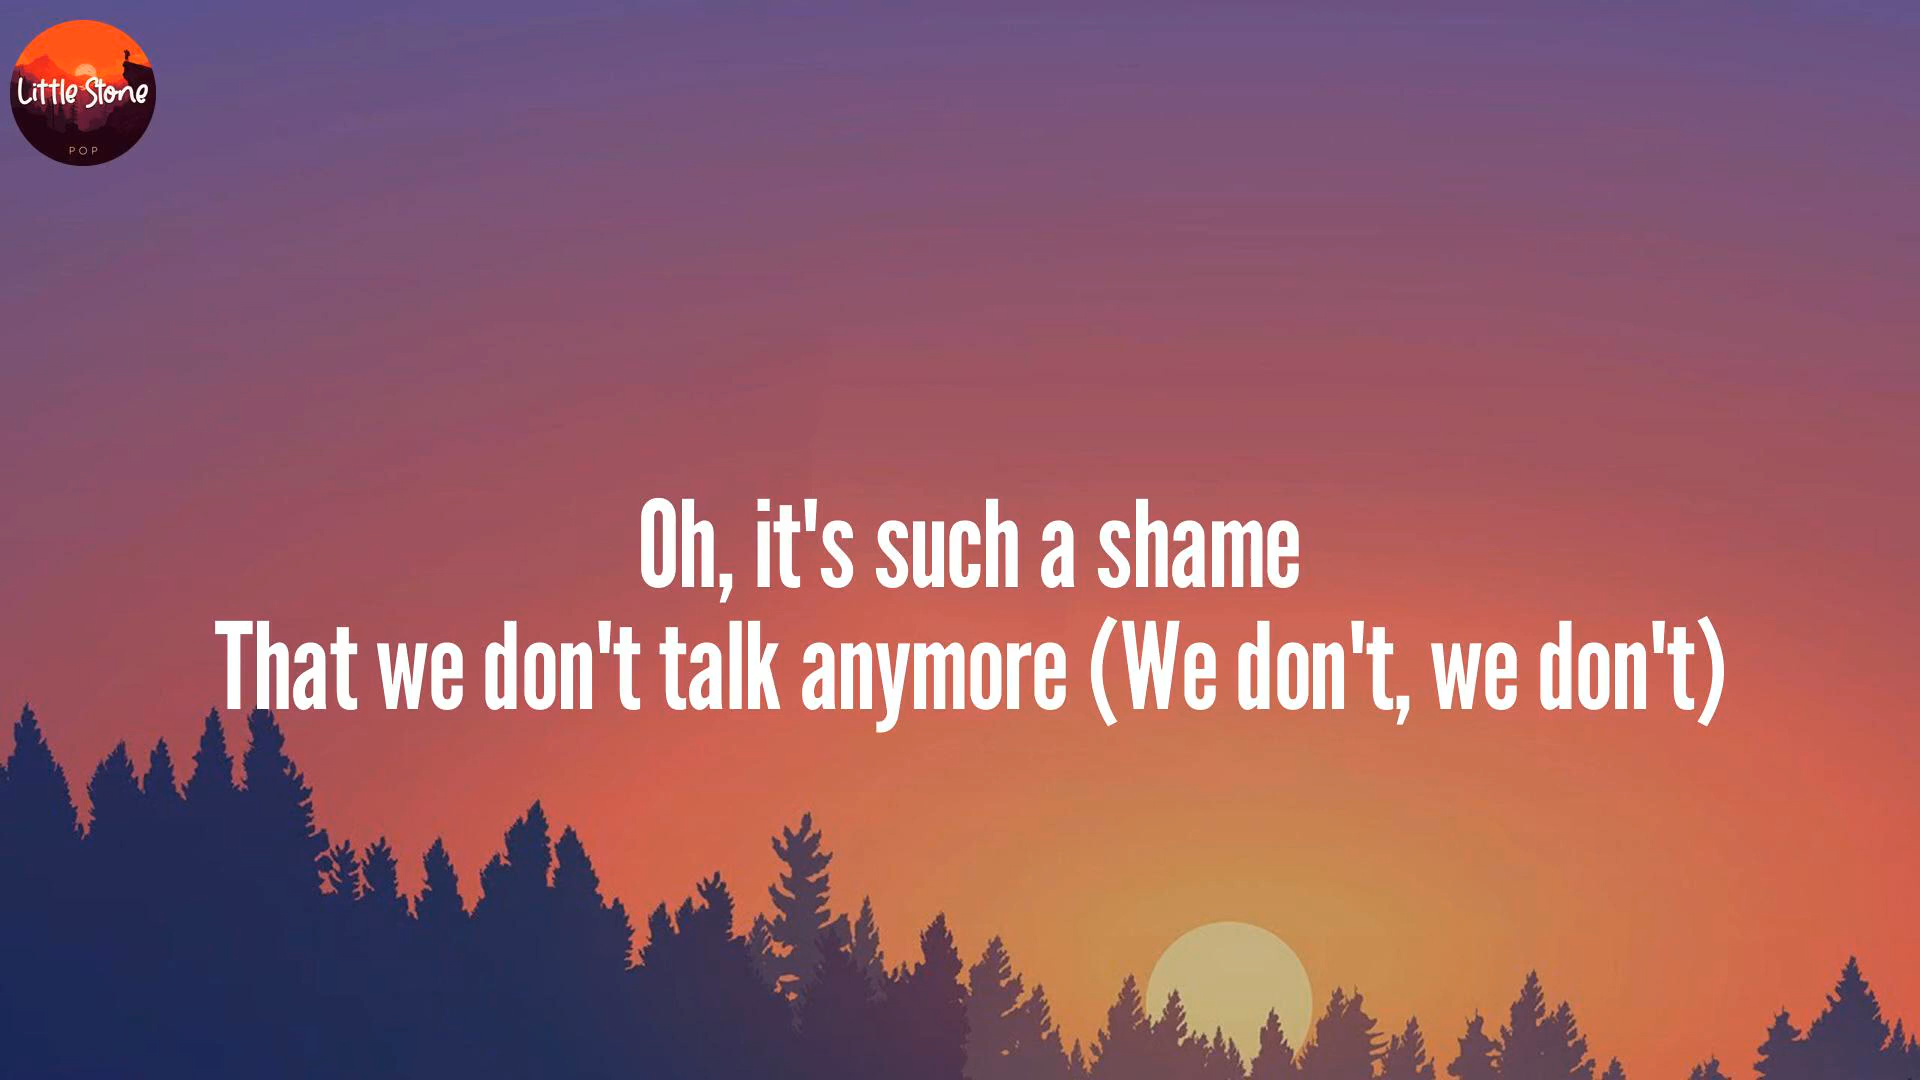 Little Stone
POP
Oh, it's such a shame
That we don't talk anymore (We don't, we don't)